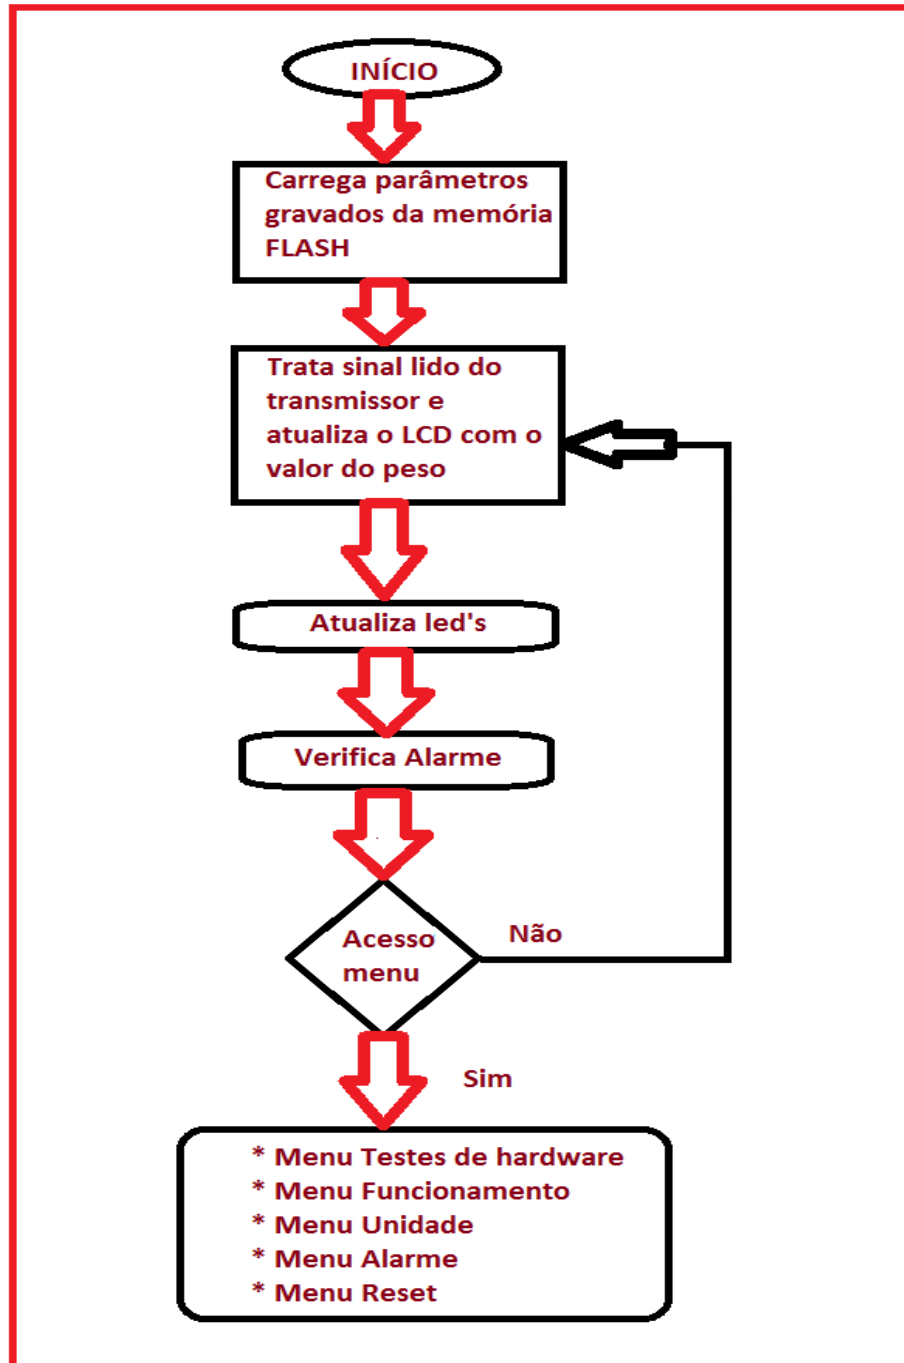 INÍCIO
Carrega parâmetros
gravados da memória
FLASH
Trata sinal lido do
transmissor e
atualiza o LCD com o
valor do peso
Atualiza led's
Verifica Alarme
Acesso
menu
Não
Sim
* Menu Testes de hardware
* Menu Funcionamento
* Menu Unidade
* Menu Alarme
* Menu Reset